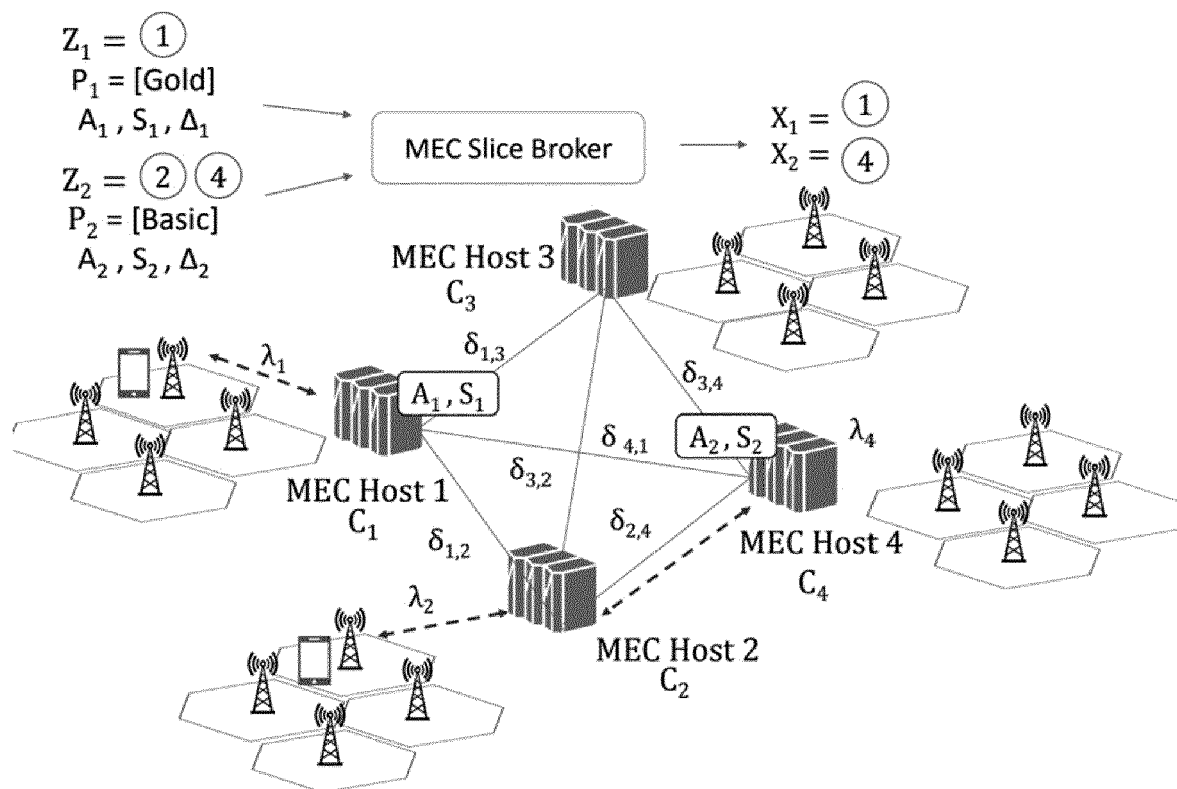 Z₁ = ①
P₁ = [Gold]
A₁ , S₁ , Δ₁
Z₂ = ② ④
P₂ = [Basic]
A₂ , S₂ , Δ₂
MEC Slice Broker
X₁ = ①
X₂ = ④
MEC Host 3
C₃
δ₁,₃
λ₁
A₁ , S₁
δ₃,₄
A₂ , S₂
λ₄
δ ₄,₁
δ₃,₂
MEC Host 1
C₁
δ₁,₂
δ₂,₄
MEC Host 4
C₄
λ₂
MEC Host 2
C₂